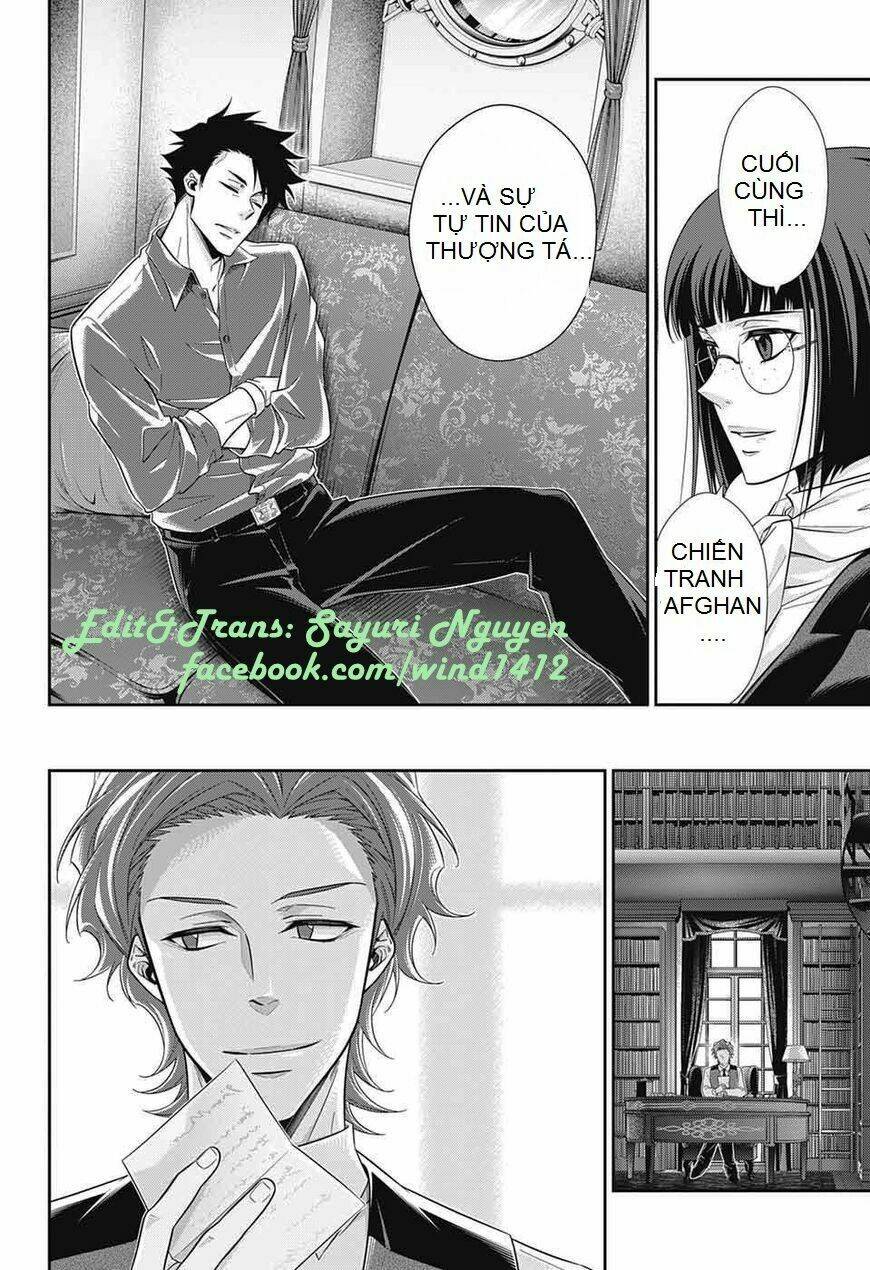 CUỐI
CÙNG
THÌ...
CHIẾN
TRANH
AFGHAN
....
...VÀ SỰ
TỰ TIN CỦA
THƯỢNG TÁ...
Edit&Trans: Sayuri Nguyen
facebook.com/wind1412